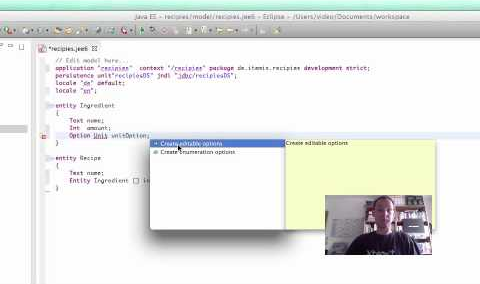 Java EE - recipies/model/recipies.jee6 - Eclipse - /Users/video/Documents/workspace
*recipies.jee6
// Edit model here...
application "recipies" context "/recipies" package de.itemis.recipies development strict;
persistence unit"recipiesDS" jndi "jdbc/recipiesDS";
locale "de" default;
locale "en";
entity Ingredient
{
Text name;
Int amount;
Option Unit unitOption;
}
Create editable options
Create editable options
Create enumeration options
entity Recipe
{
Text name;
Entity Ingredient [] in
}